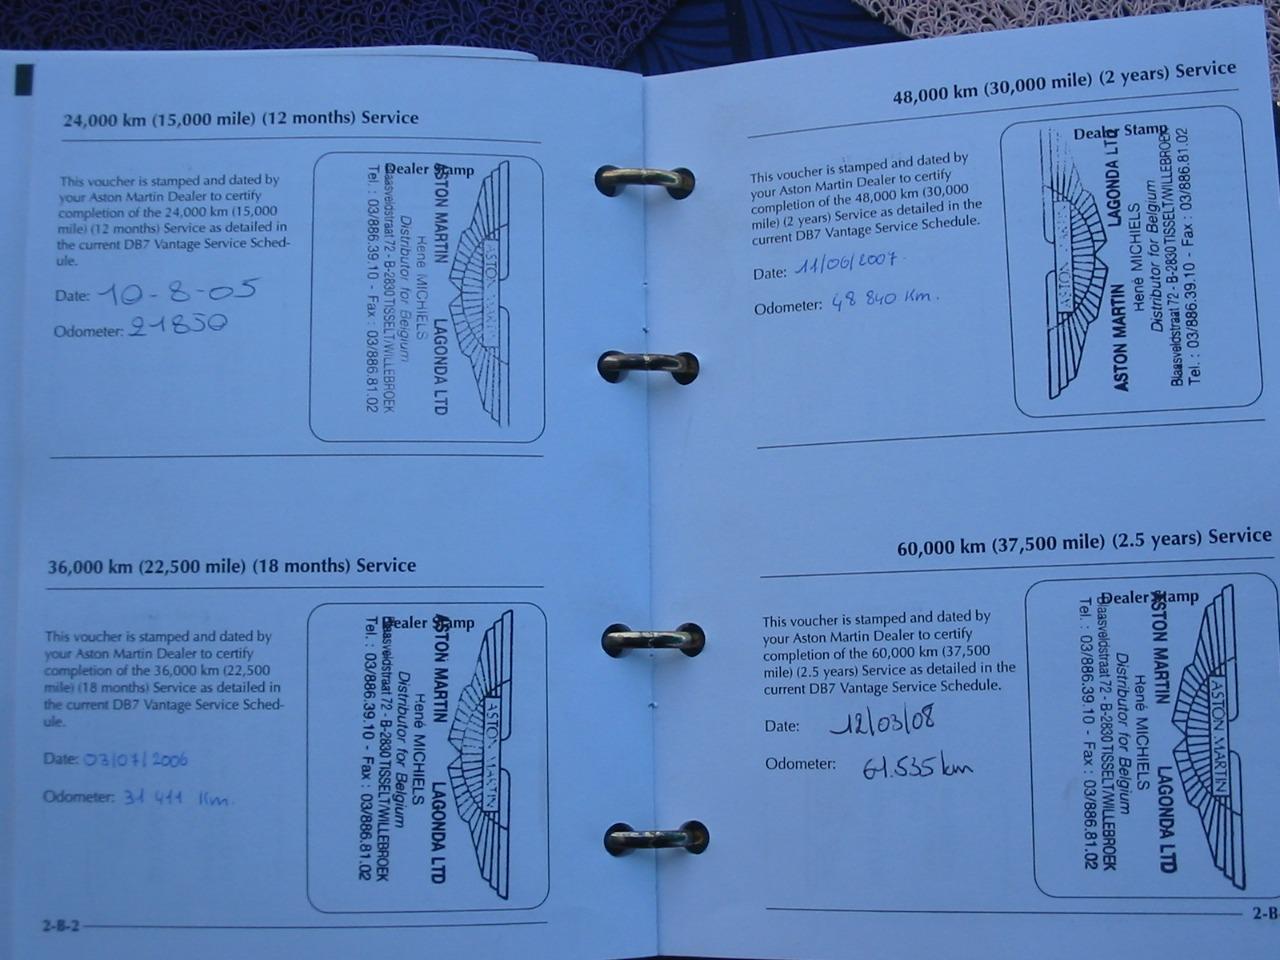 24,000 km (15,000 mile) (12 months) Service
This voucher is stamped and dated by
your Aston Martin Dealer to certify
completion of the 24,000 km (15,000
mile) (12 months) Service as detailed in
the current DB7 Vantage Service Sched-
ule.
Date: 10-8-05
Odometer: 21850
Dealer Stamp
ASTON MARTIN
ASTON MARTIN LAGONDA LTD
René MICHIELS
Distributor for Belgium
Blaasveldstraat 72 - B-2830 TISSELT/WILLEBROEK
Tel. : 03/886.39.10 - Fax : 03/886.81.02
36,000 km (22,500 mile) (18 months) Service
This voucher is stamped and dated by
your Aston Martin Dealer to certify
completion of the 36,000 km (22,500
mile) (18 months) Service as detailed in
the current DB7 Vantage Service Sched-
ule.
Date: 03/07/2006
Odometer: 31 411 Km.
Dealer Stamp
ASTON MARTIN
ASTON MARTIN LAGONDA LTD
René MICHIELS
Distributor for Belgium
Blaasveldstraat 72 - B-2830 TISSELT/WILLEBROEK
Tel. : 03/886.39.10 - Fax : 03/886.81.02
2-B-2
48,000 km (30,000 mile) (2 years) Service
This voucher is stamped and dated by
your Aston Martin Dealer to certify
completion of the 48,000 km (30,000
mile) (2 years) Service as detailed in the
current DB7 Vantage Service Schedule.
Date: 11/06/2007
Odometer: 48 840 Km.
Dealer Stamp
ASTON
ASTON MARTIN LAGONDA LTD
René MICHIELS
Distributor for Belgium
Blaasveldstraat 72 - B-2830 TISSELT/WILLEBROEK
Tel. : 03/886.39.10 - Fax : 03/886.81.02
60,000 km (37,500 mile) (2.5 years) Service
This voucher is stamped and dated by
your Aston Martin Dealer to certify
completion of the 60,000 km (37,500
mile) (2.5 years) Service as detailed in the
current DB7 Vantage Service Schedule.
Date: 12/03/08
Odometer: 61.535 km
Dealer Stamp
ASTON MARTIN
ASTON MARTIN LAGONDA LTD
René MICHIELS
Distributor for Belgium
Blaasveldstraat 72 - B-2830 TISSELT/WILLEBROEK
Tel. : 03/886.39.10 - Fax : 03/886.81.02
2-B-